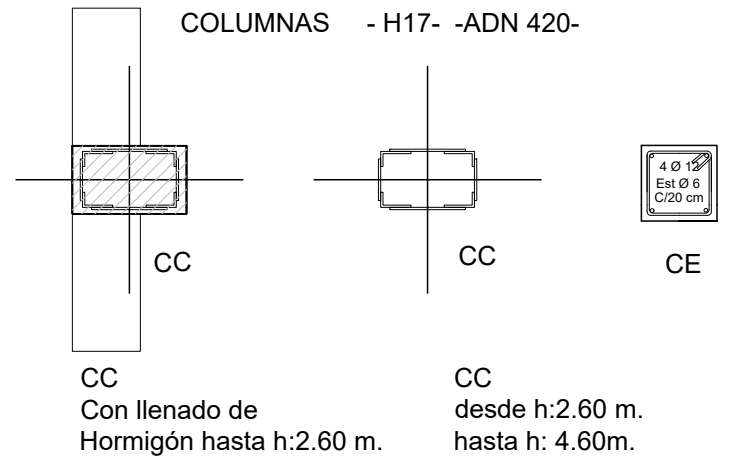 COLUMNAS - H17- -ADN 420-
4 Ø 12
Est Ø 6
C/20 cm
CC
CC
CE
CC
Con llenado de
Hormigón hasta h:2.60 m.
CC
desde h:2.60 m.
hasta h: 4.60m.